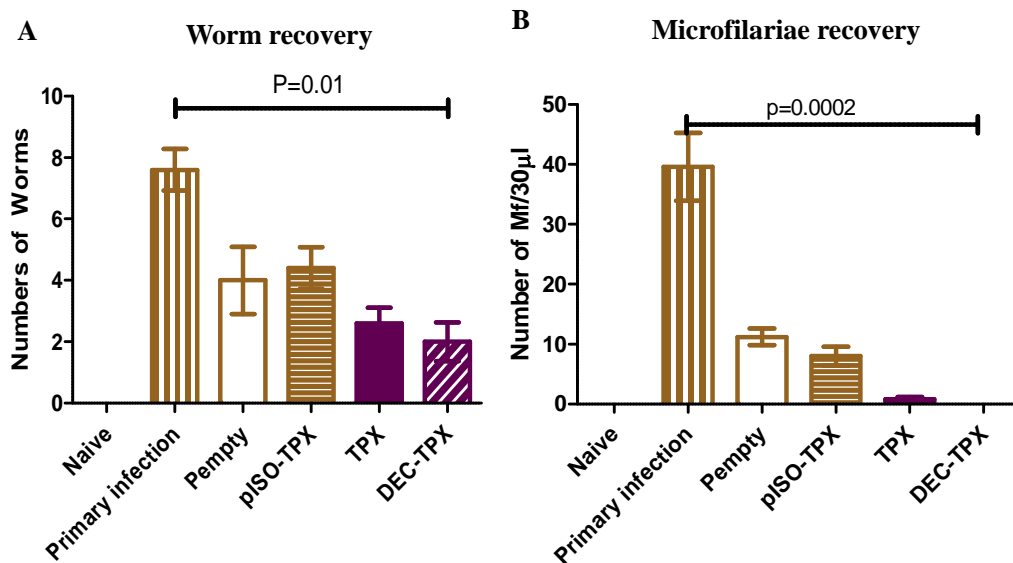 A
Worm recovery
P=0.01
Numbers of Worms
10
8
6
4
2
0
Naive
Primary infection
Pempty
pISO-TPX
TPX
DEC-TPX
B
Microfilariae recovery
p=0.0002
Number of Mf/30µl
50
40
30
20
10
0
Naive
Primary infection
Pempty
pISO-TPX
TPX
DEC-TPX